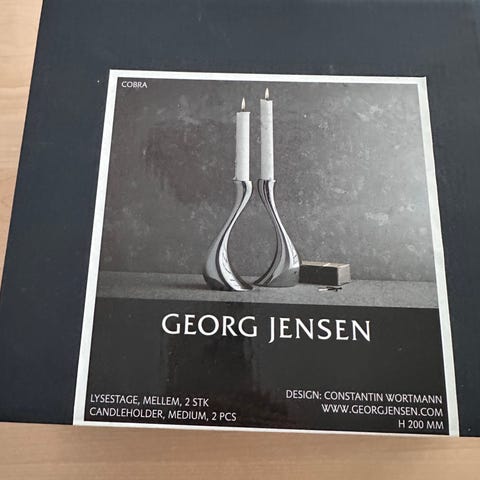 COBRA
GEORG JENSEN
LYSESTAGE, MELLEM, 2 STK
CANDLEHOLDER, MEDIUM, 2 PCS
DESIGN: CONSTANTIN WORTMANN
WWW.GEORGJENSEN.COM
H 200 MM